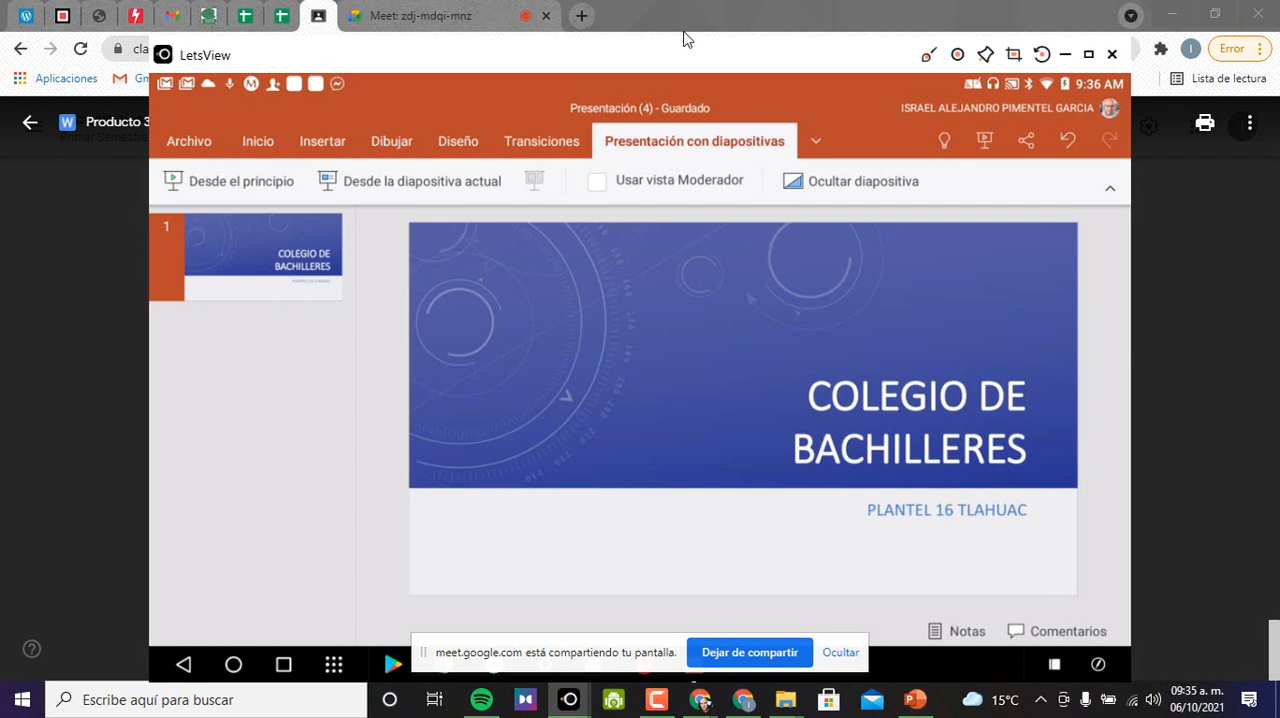 Meet: zdj-mdqi-mnz
cla
Error
Aplicaciones
Gm
Lista de lectura
LetsView
Producto 3
Primer Semestre
9:36 AM
Presentación (4) - Guardado
ISRAEL ALEJANDRO PIMENTEL GARCIA
Archivo
Inicio
Insertar
Dibujar
Diseño
Transiciones
Presentación con diapositivas
Desde el principio
Desde la diapositiva actual
Usar vista Moderador
Ocultar diapositiva
1
COLEGIO DE
BACHILLERES
COLEGIO DE
BACHILLERES
PLANTEL 16 TLAHUAC
Notas
Comentarios
meet.google.com está compartiendo tu pantalla.
Dejar de compartir
Ocultar
Escribe aquí para buscar
15°C
09:35 a. m.
06/10/2021